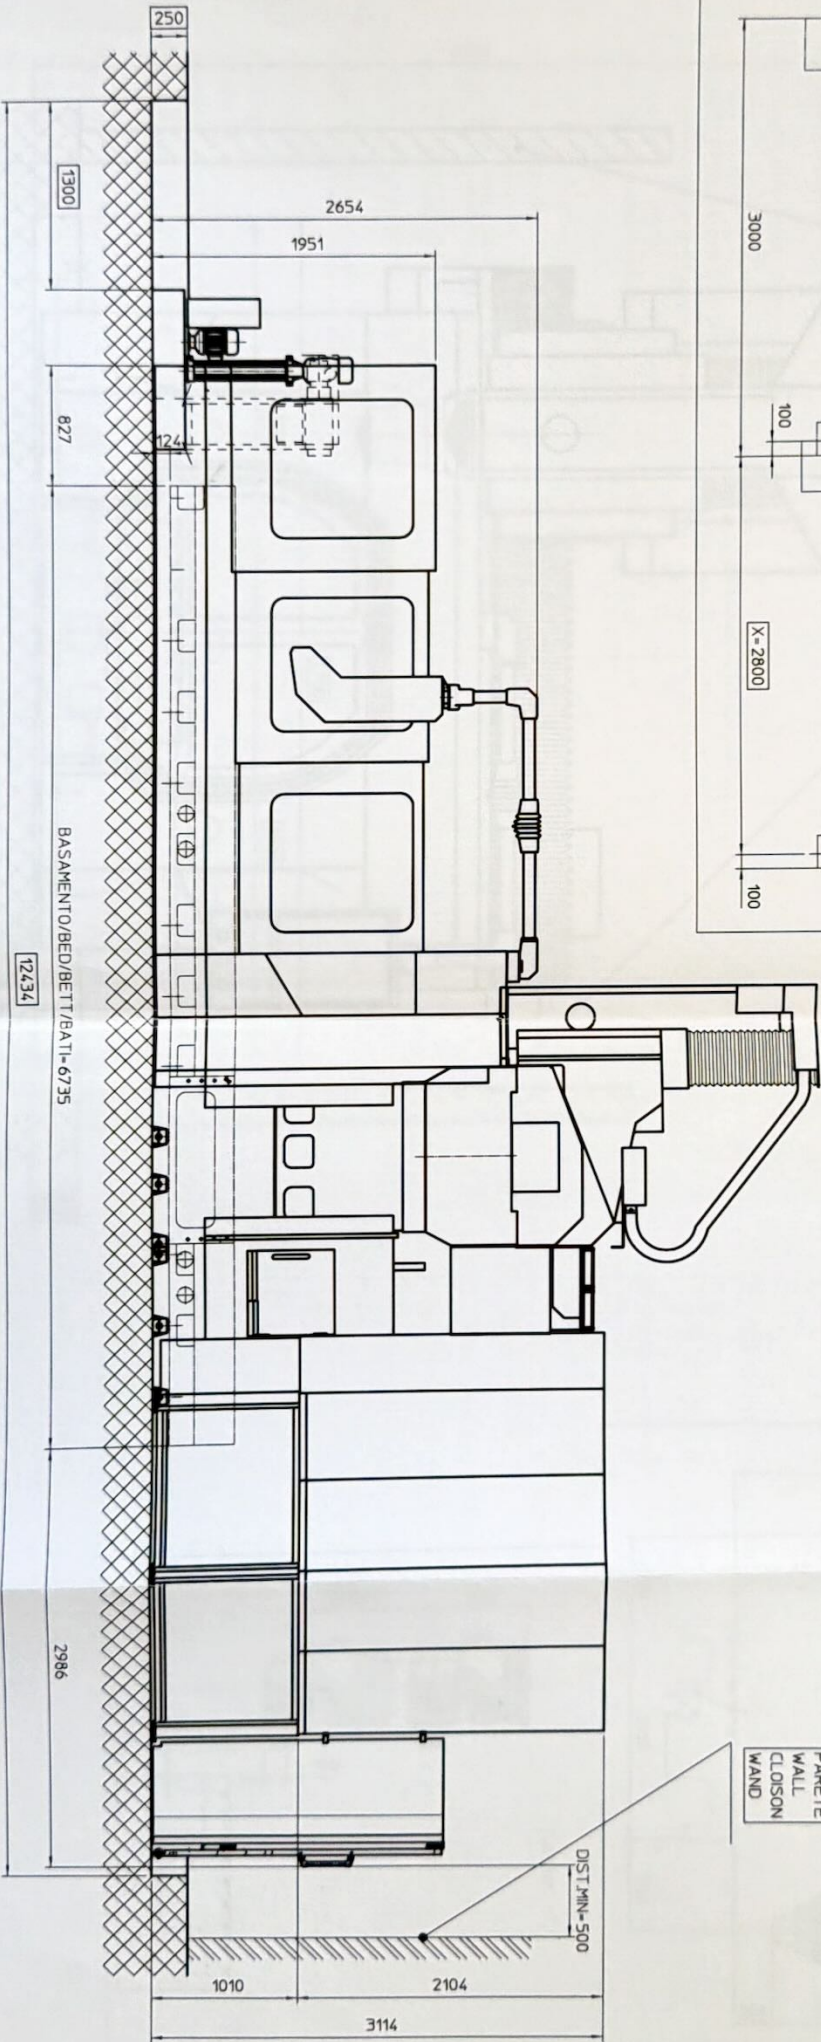 250
1300
2654
1951
3000
827
124
100
X=2800
100
BASAMENTO/BED/BETT/BATI=6735
12434
2986
PARETE
WALL
CLOISON
WAND
DIST.MIN=500
1010
2104
3114